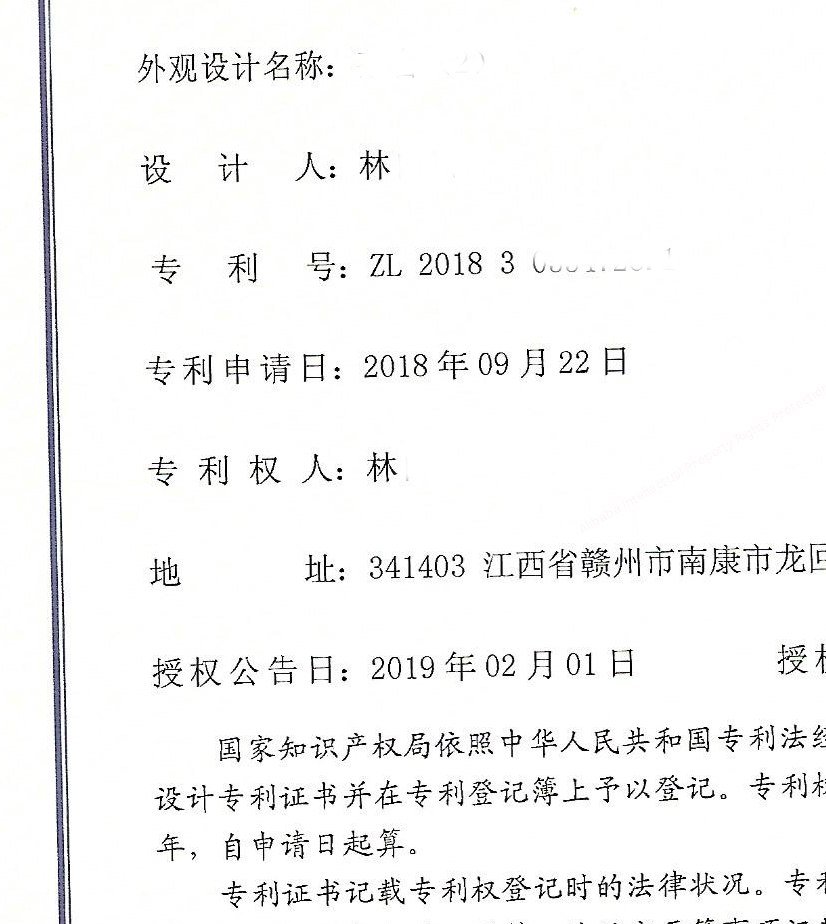 外观设计名称：
设计人：林
专利号：ZL 2018 3
专利申请日：2018年09月22日
专利权人：林
地址：341403 江西省赣州市南康市龙回
授权公告日：2019年02月01日 授权
国家知识产权局依照中华人民共和国专利法经
设计专利证书并在专利登记簿上予以登记。专利权
年，自申请日起算。
专利证书记载专利权登记时的法律状况。专利